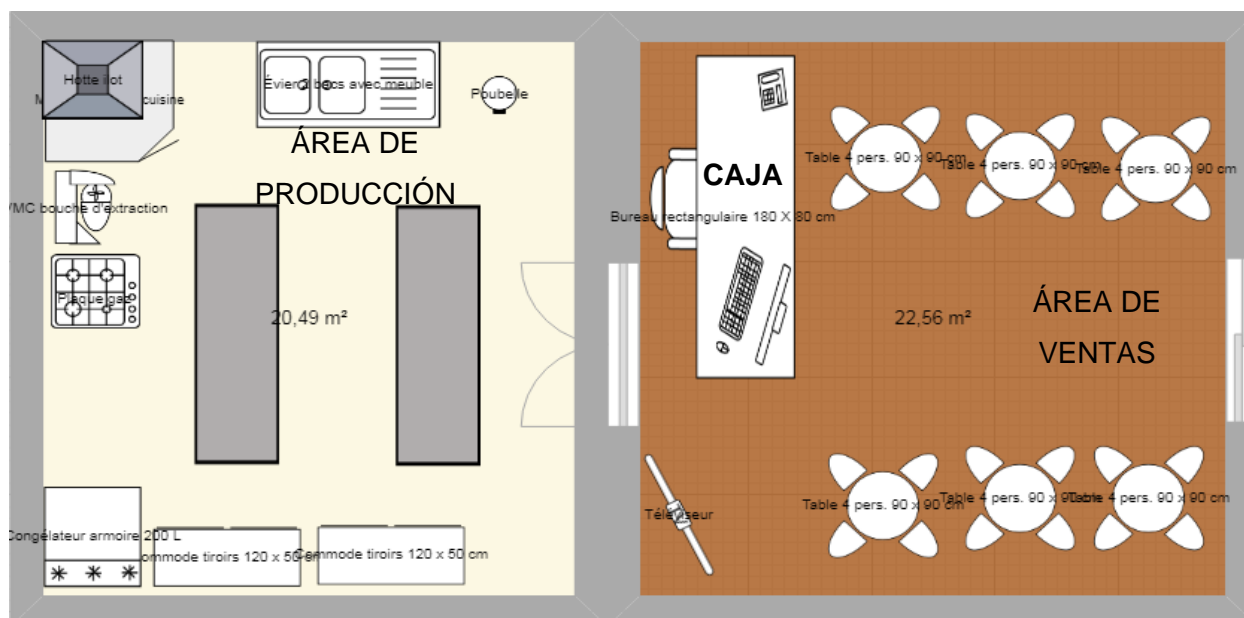 Hotte ilot
cuisine
Évier 2 bacs avec meuble
Poubelle
ÁREA DE
PRODUCCIÓN
VMC bouche d'extraction
Plaque gaz
20,49 m²
Congélateur armoire 200 L
Commode tiroirs 120 x 50 cm
Commode tiroirs 120 x 50 cm
CAJA
Bureau rectangulaire 180 X 80 cm
Table 4 pers. 90 x 90 cm
Table 4 pers. 90 x 90 cm
Table 4 pers. 90 x 90 cm
22,56 m²
ÁREA DE
VENTAS
Téléviseur
Table 4 pers. 90 x 90 cm
Table 4 pers. 90 x 90 cm
Table 4 pers. 90 x 90 cm